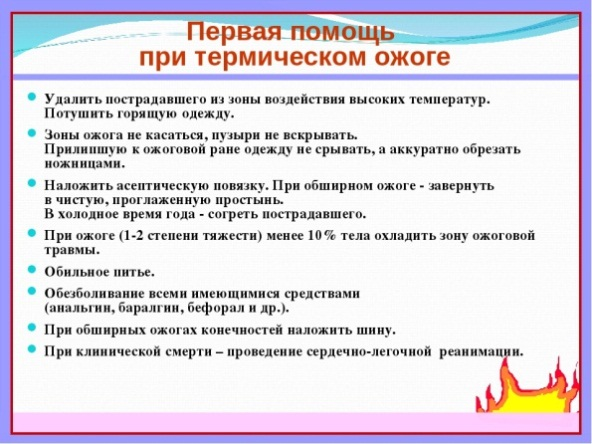 Первая помощь
при термическом ожоге
Удалить пострадавшего из зоны воздействия высоких температур.
Потушить горящую одежду.
Зоны ожога не касаться, пузыри не вскрывать.
Прилипшую к ожоговой ране одежду не срывать, а аккуратно обрезать
ножницами.
Наложить асептическую повязку. При обширном ожоге - завернуть
в чистую, проглаженную простынь.
В холодное время года - согреть пострадавшего.
При ожоге (1-2 степени тяжести) менее 10% тела охладить зону ожоговой
травмы.
Обильное питье.
Обезболивание всеми имеющимися средствами
(анальгин, баралгин, бефорал и др.).
При обширных ожогах конечностей наложить шину.
При клинической смерти – проведение сердечно-легочной реанимации.